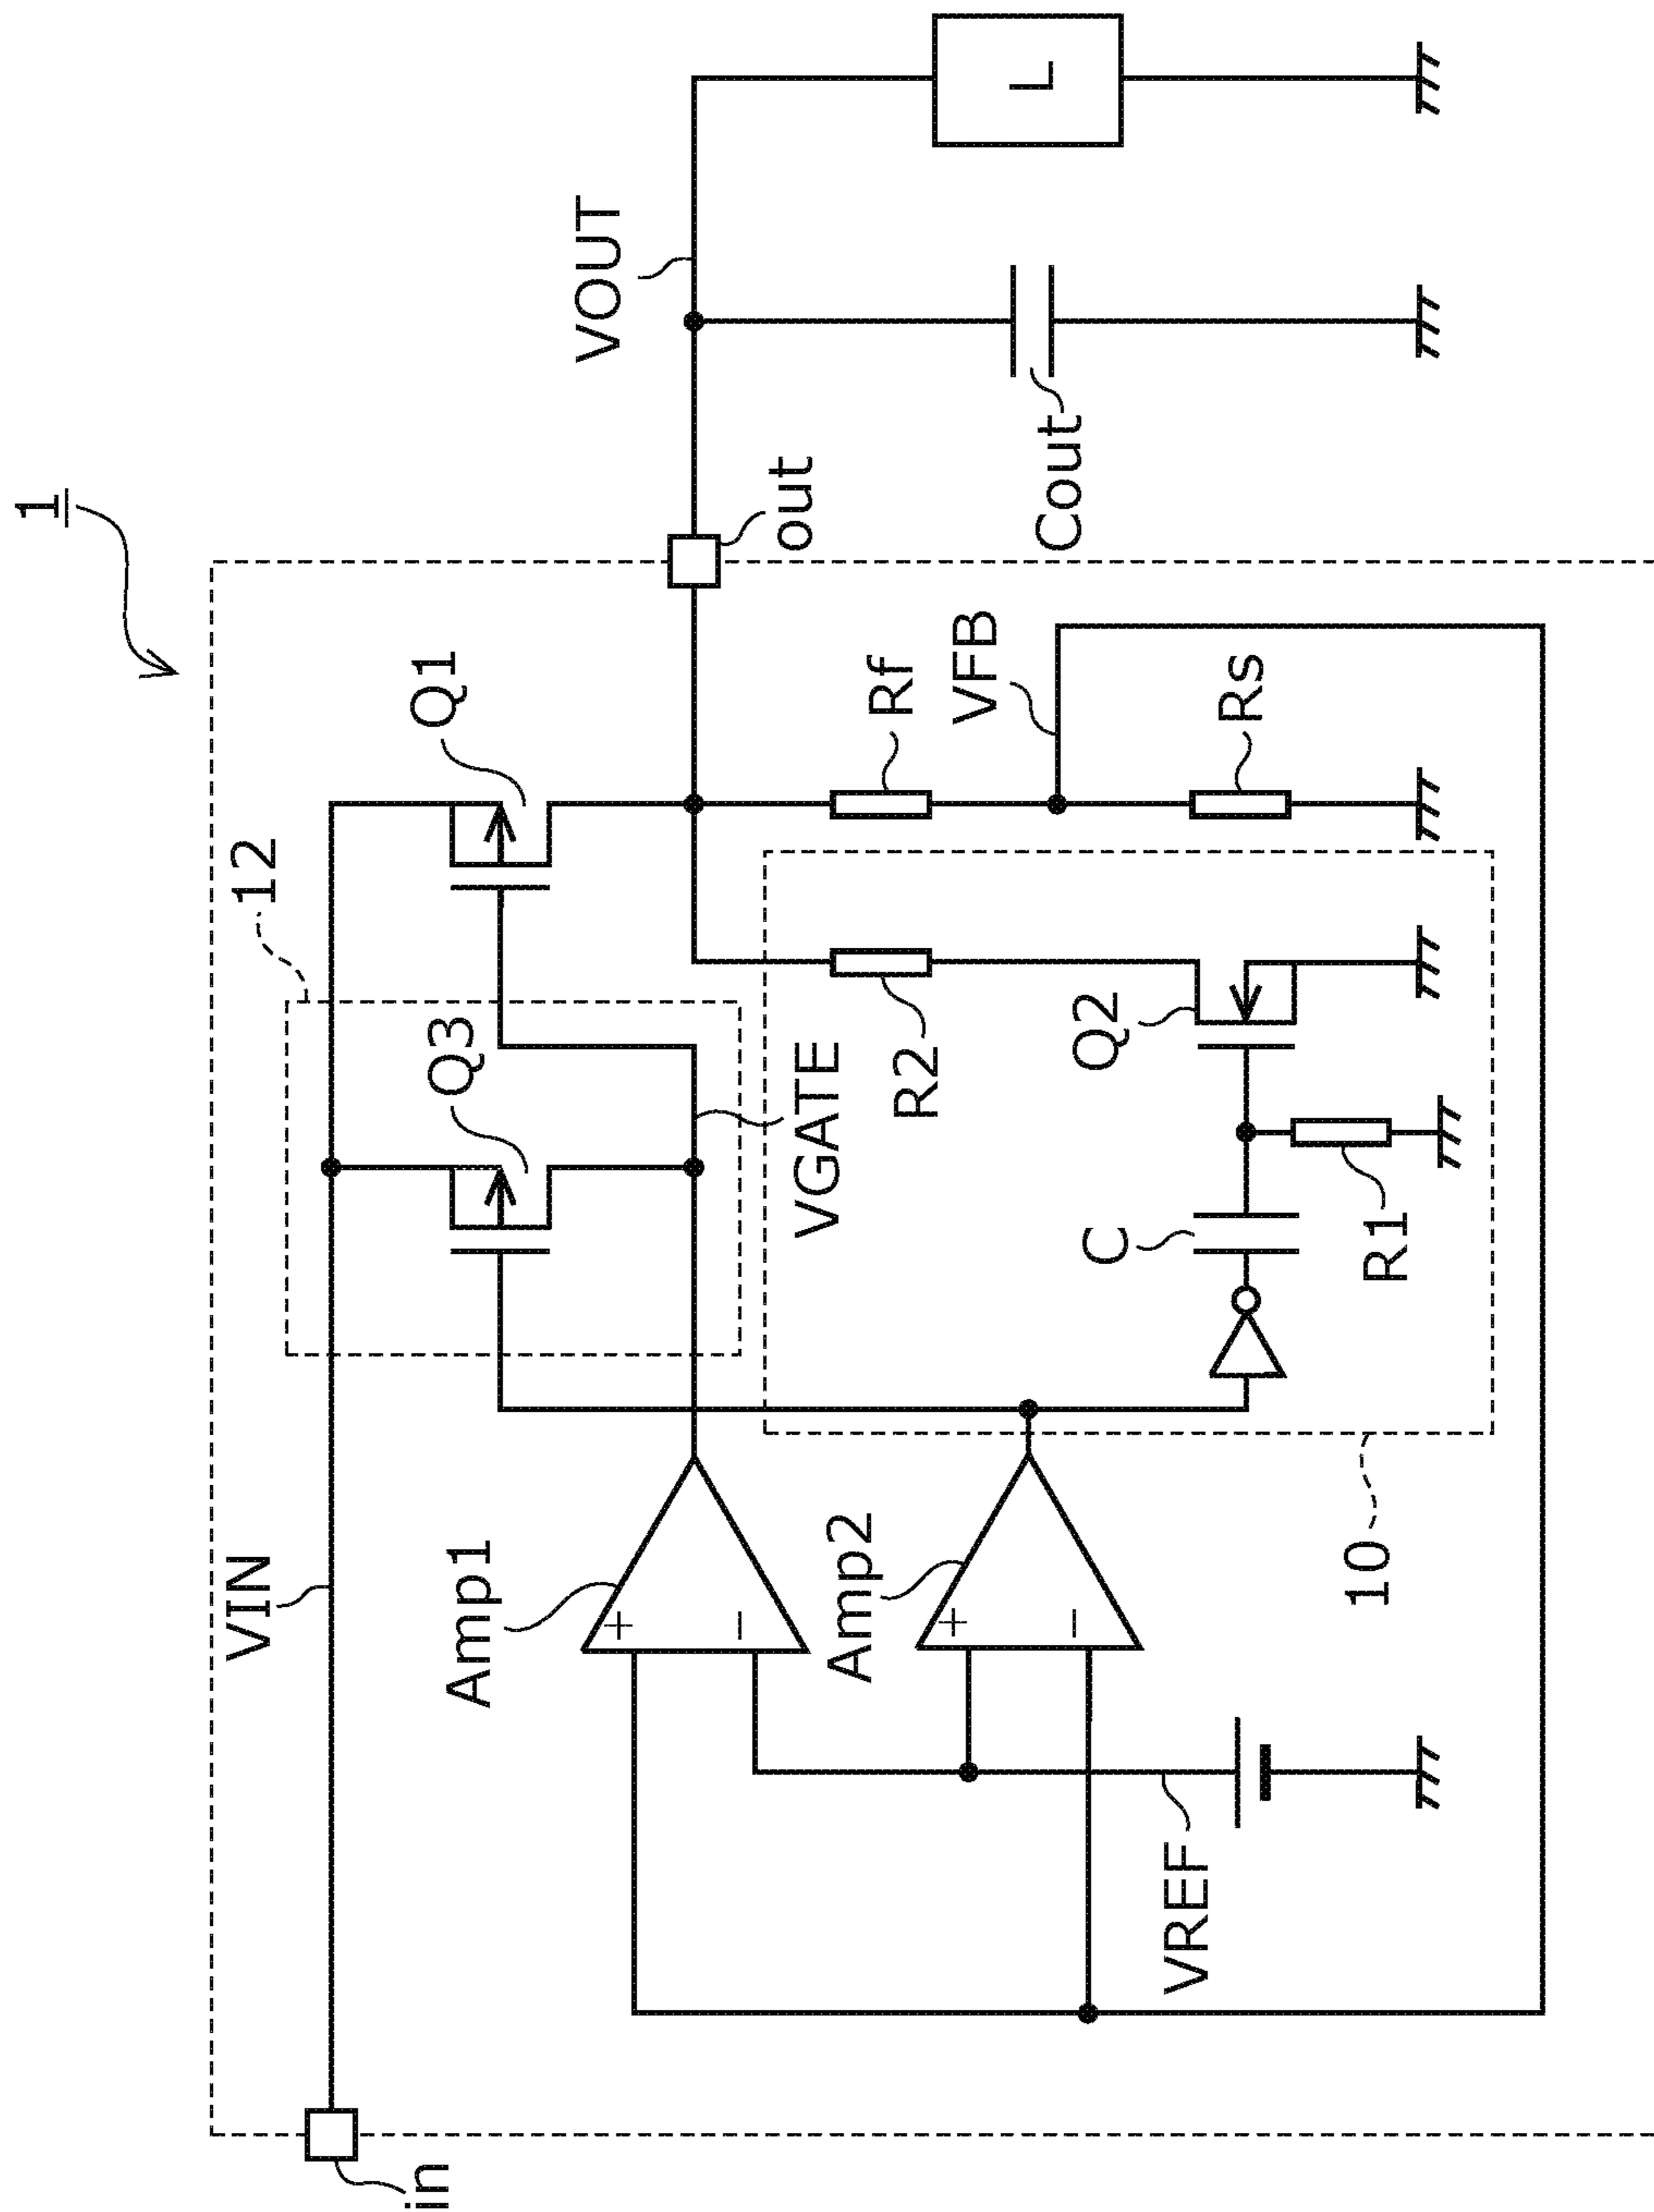 1
VIN
12
Q3
Q1
VOUT
in
Amp1
+
−
VGATE
out
Amp2
+
−
R2
Rf
VFB
L
C
Q2
Cout
VREF
R1
Rs
10